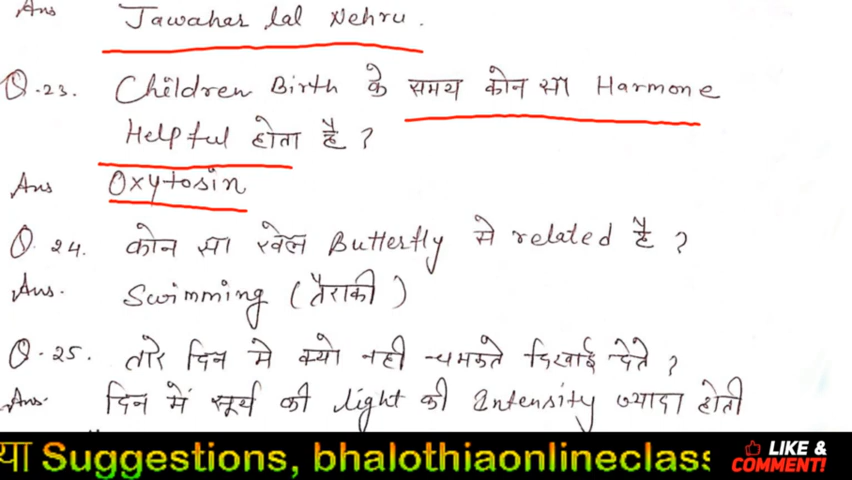 Ans Jawahar lal Nehru.
Q.23. Children Birth के समय कोन सा Harmone
Helpful होता है ?
Ans Oxytosin
Q. 24. कोन सा खेल Butterfly से related है ?
Ans. Swimming (तैराकी)
Q.25. तारे दिन मे क्यो नही चमकते दिखाई देते ?
Ans. दिन में सूर्य की light की Intensity ज्यादा होती
या Suggestions, bhalothiaonlineclass
LIKE &
COMMENT!